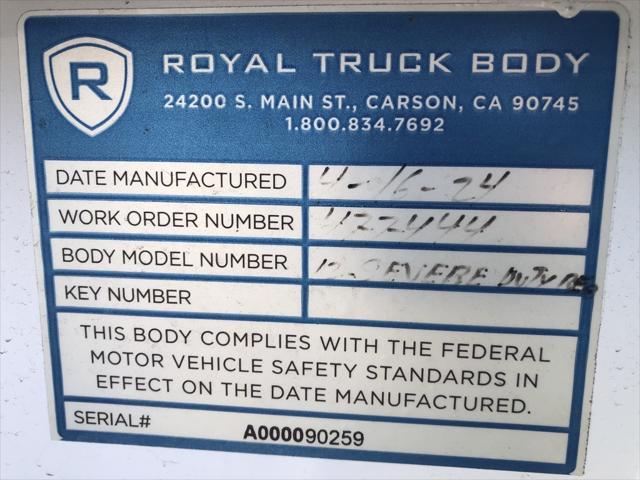 R
ROYAL TRUCK BODY
24200 S. MAIN ST., CARSON, CA 90745
1.800.834.7692
DATE MANUFACTURED 4-16-24
WORK ORDER NUMBER 422444
BODY MODEL NUMBER SEVERE DUTY
KEY NUMBER
THIS BODY COMPLIES WITH THE FEDERAL
MOTOR VEHICLE SAFETY STANDARDS IN
EFFECT ON THE DATE MANUFACTURED.
SERIAL# A000090259